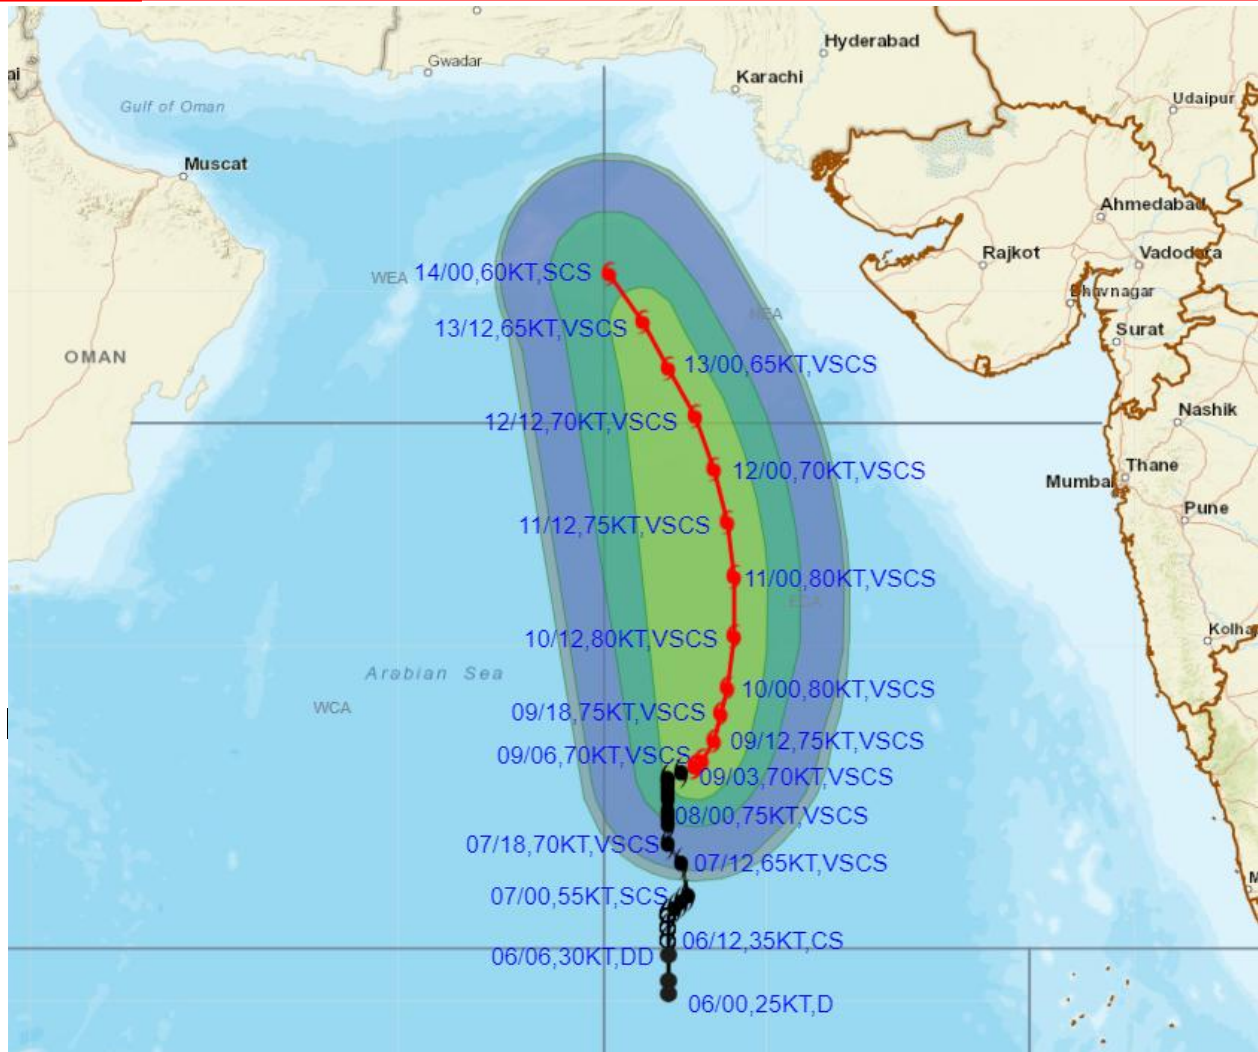 Hyderabad
Gwadar
Karachi
ai
Udaipur
Gulf of Oman
Muscat
Ahmedabad
Rajkot
Vadodara
14/00,60KT,SCS
WEA
Bhavnagar
NEA
13/12,65KT,VSCS
Surat
OMAN
13/00,65KT,VSCS
12/12,70KT,VSCS
Nashik
12/00,70KT,VSCS
Thane
Mumbai
Pune
11/12,75KT,VSCS
11/00,80KT,VSCS
ECA
10/12,80KT,VSCS
Kolha
Arabian Sea
10/00,80KT,VSCS
WCA
09/18,75KT,VSCS
09/12,75KT,VSCS
09/06,70KT,VSCS
09/03,70KT,VSCS
08/00,75KT,VSCS
07/18,70KT,VSCS
07/12,65KT,VSCS
M
07/00,55KT,SCS
06/12,35KT,CS
06/06,30KT,DD
06/00,25KT,D